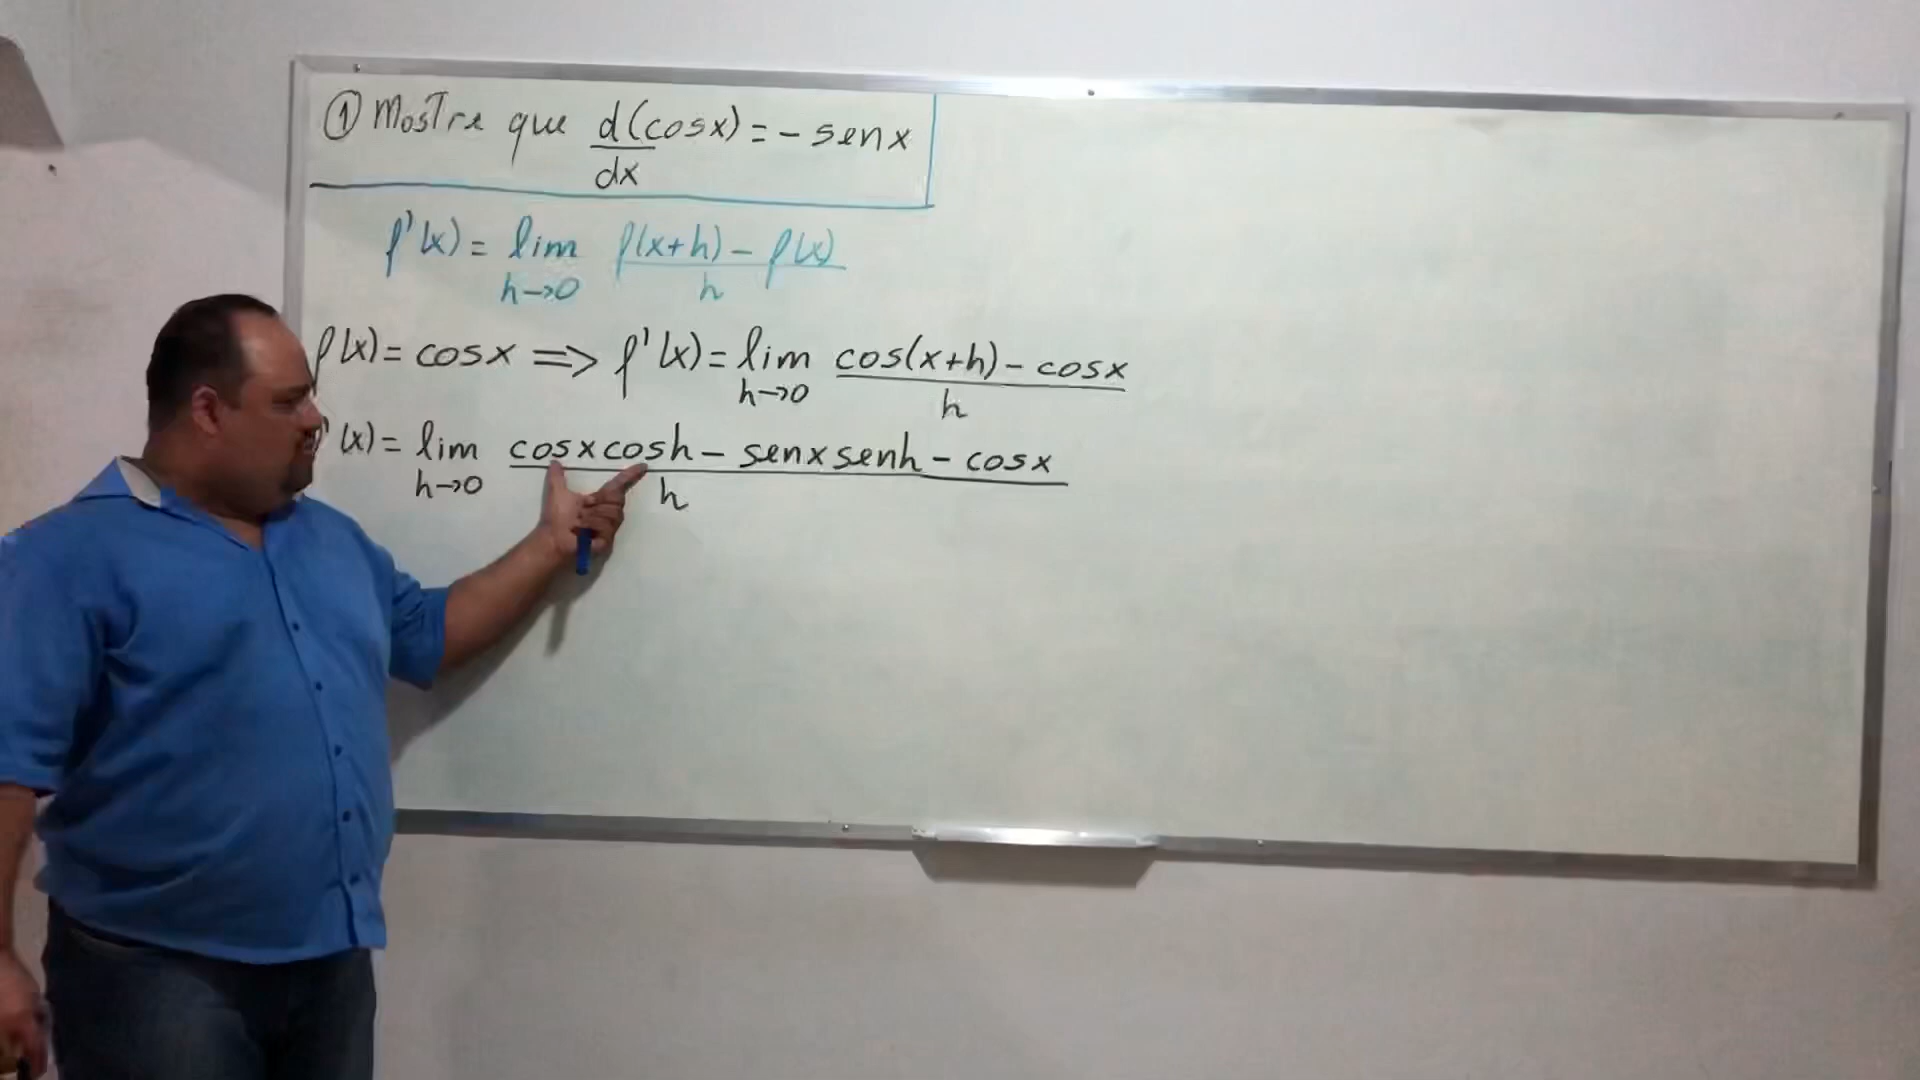 ① Mostre que d(cosx)/dx = - senx
f'(x) = lim h→0 f(x+h) - f(x) / h
f(x) = cosx => f'(x) = lim h→0 cos(x+h) - cosx / h
'(x) = lim h→0 cosxcosh - senxsenh - cosx / h